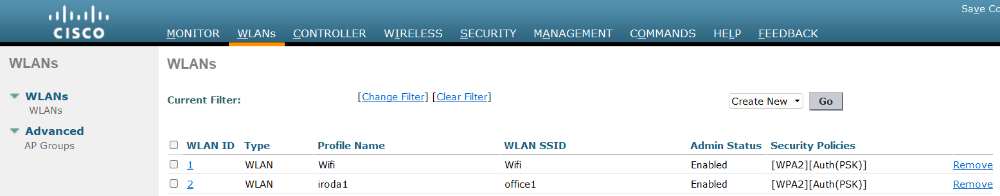 Save Co
CISCO
MONITOR WLANs CONTROLLER WIRELESS SECURITY MANAGEMENT COMMANDS HELP FEEDBACK
WLANs
WLANs
WLANs
Advanced
AP Groups
WLANs
Current Filter: [Change Filter] [Clear Filter] Create New Go
WLAN ID Type Profile Name WLAN SSID Admin Status Security Policies
1 WLAN Wifi Wifi Enabled [WPA2][Auth(PSK)] Remove
2 WLAN iroda1 office1 Enabled [WPA2][Auth(PSK)] Remove